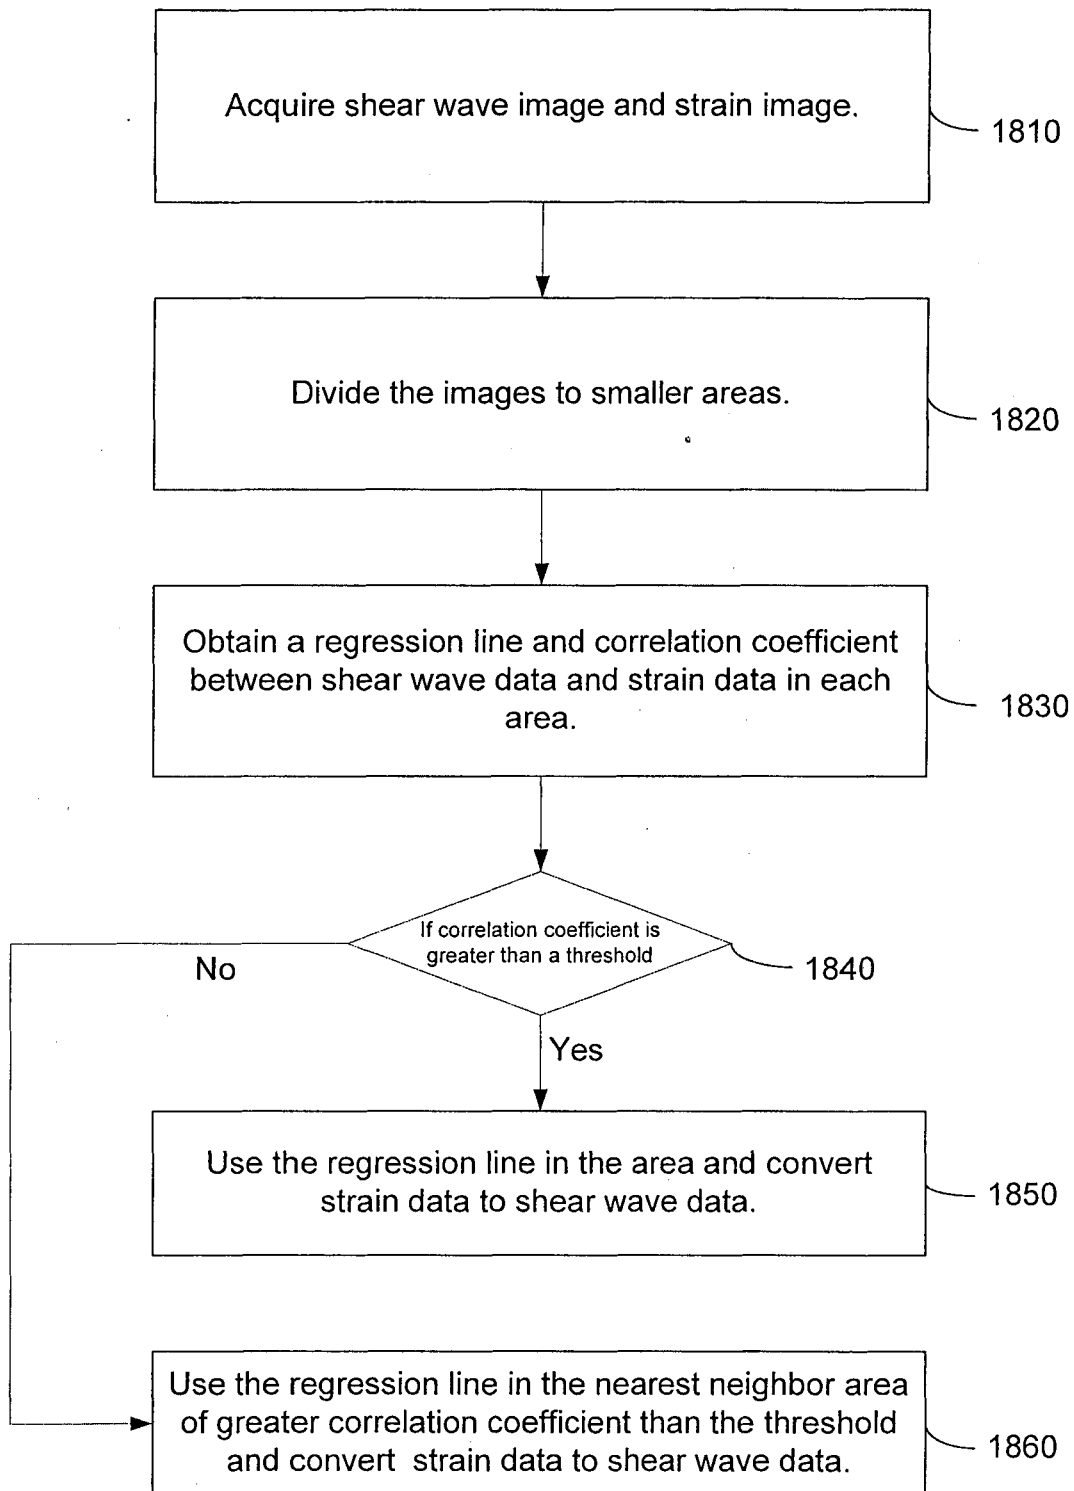 Acquire shear wave image and strain image.
1810
Divide the images to smaller areas.
1820
Obtain a regression line and correlation coefficient
between shear wave data and strain data in each
area.
1830
If correlation coefficient is
greater than a threshold
1840
No
Yes
Use the regression line in the area and convert
strain data to shear wave data.
1850
Use the regression line in the nearest neighbor area
of greater correlation coefficient than the threshold
and convert strain data to shear wave data.
1860